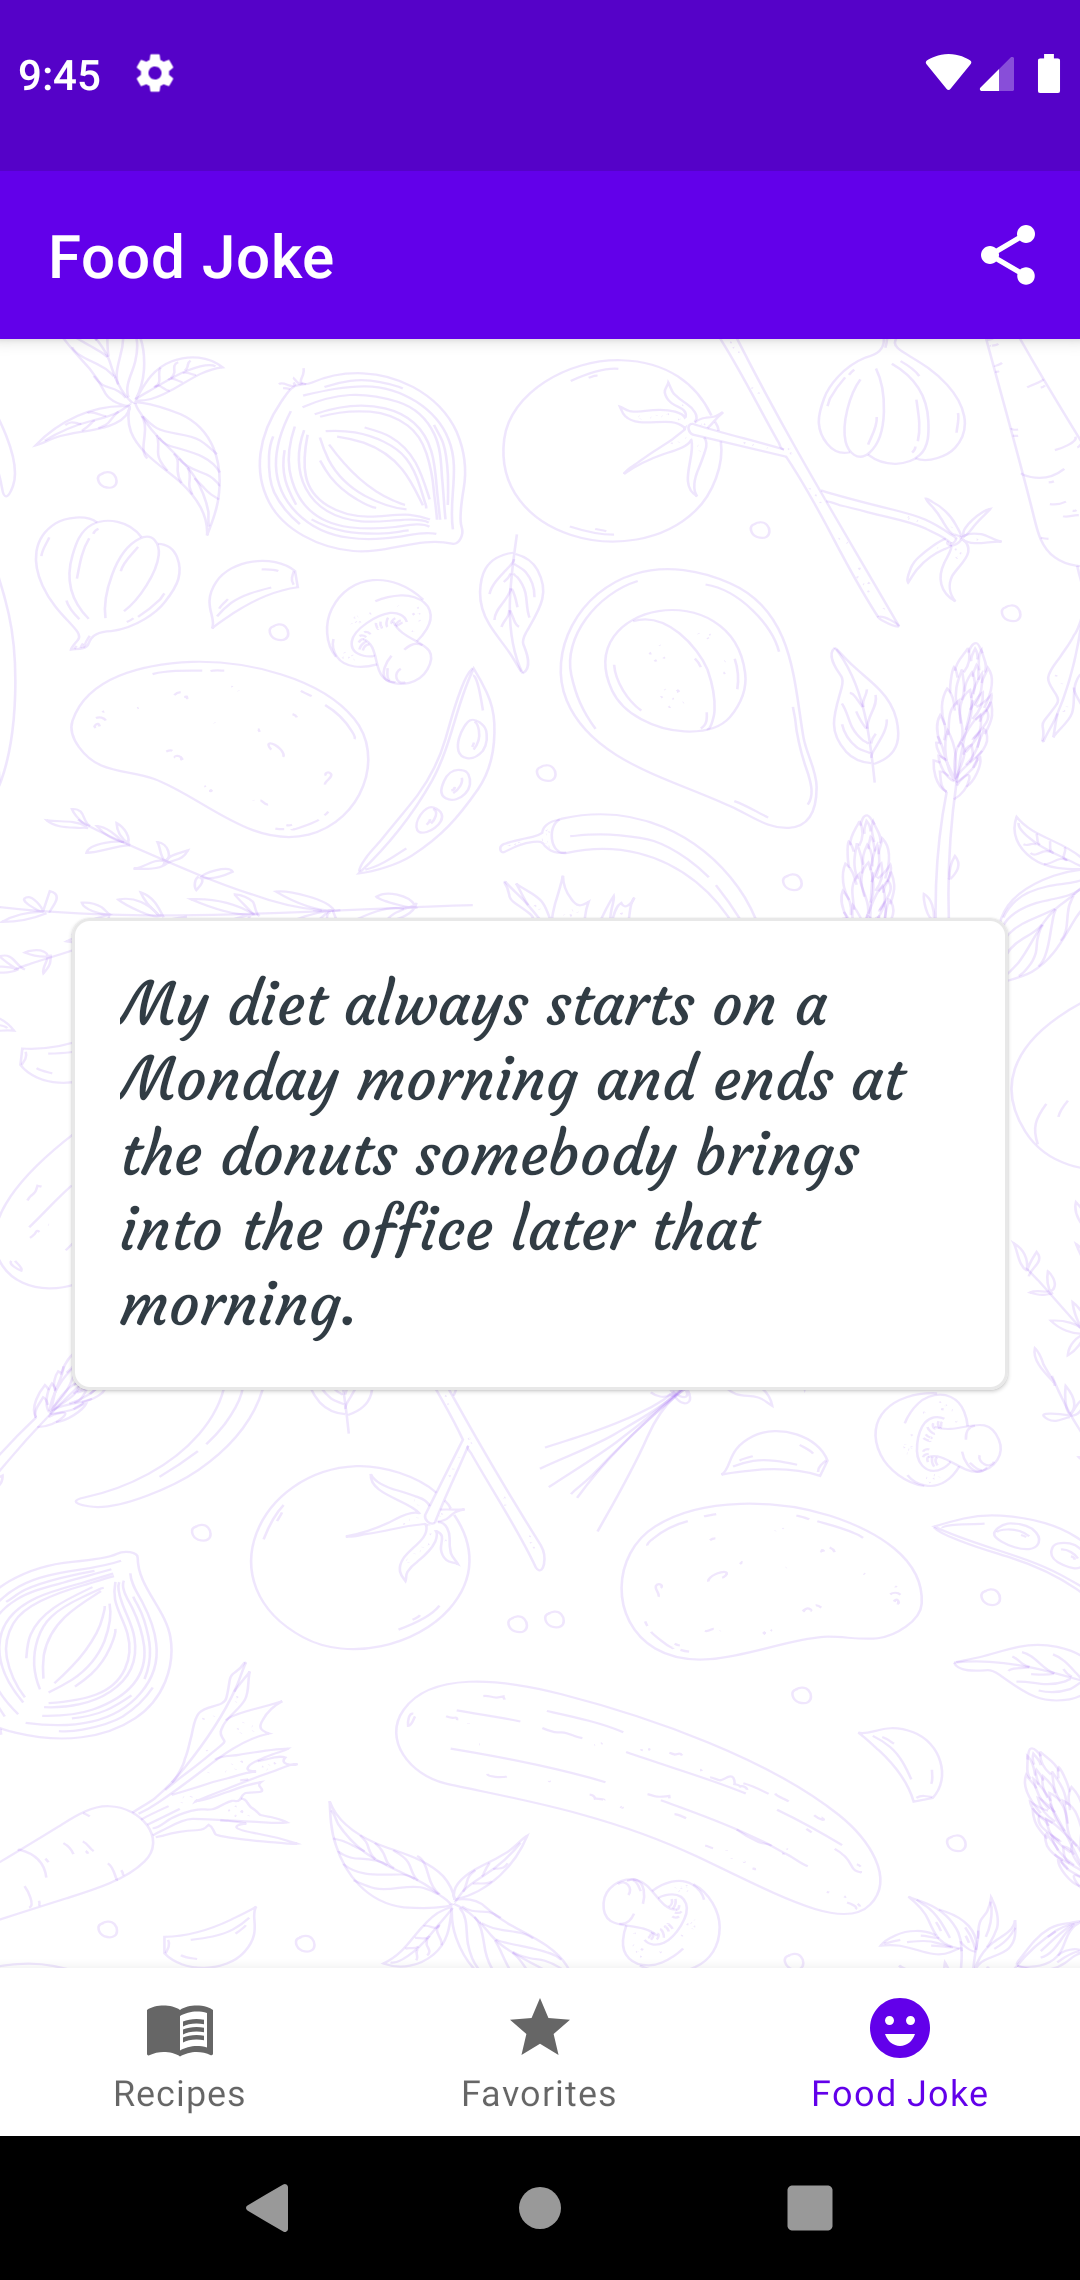 9:45
Food Joke
My diet always starts on a
Monday morning and ends at
the donuts somebody brings
into the office later that
morning.
Recipes
Favorites
Food Joke